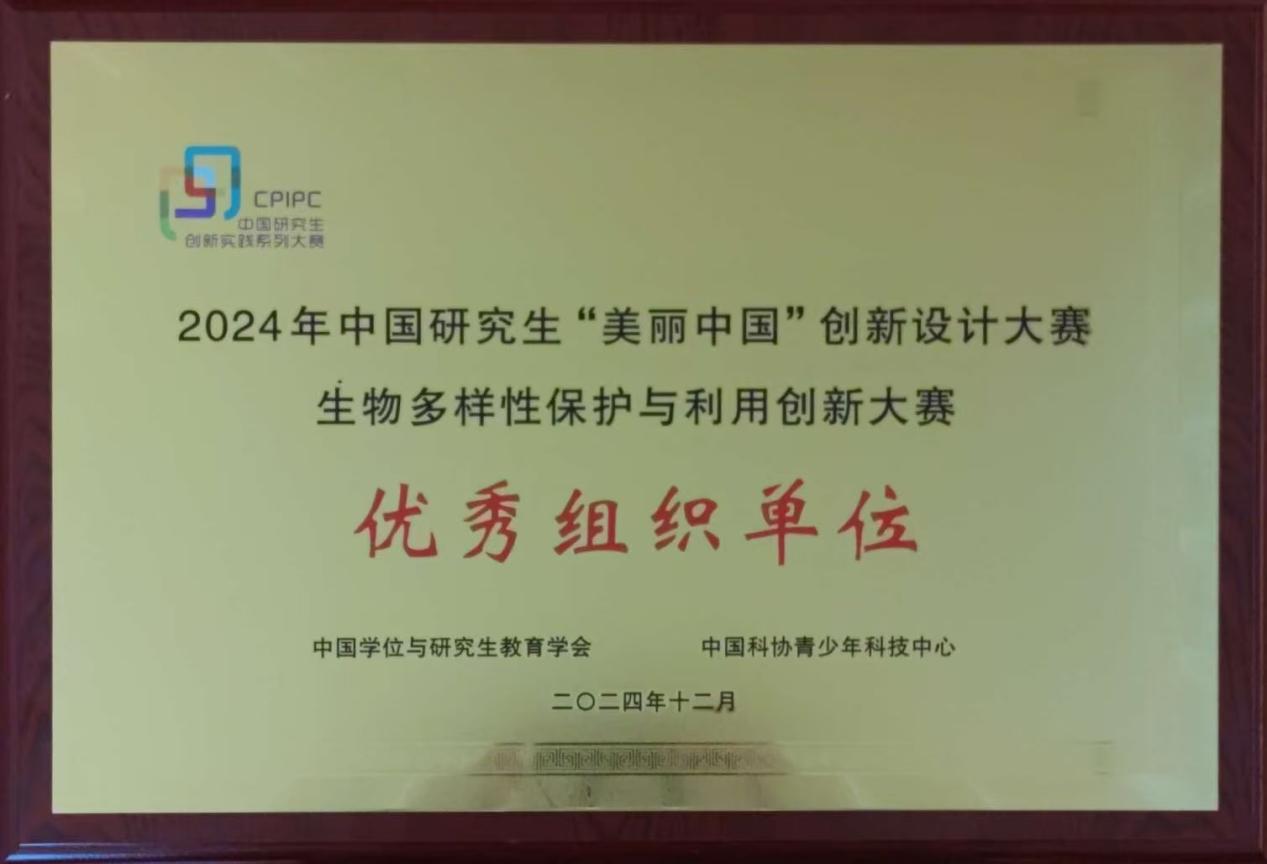 CPIPC
中国研究生
创新实践系列大赛
2024年中国研究生“美丽中国”创新设计大赛
生物多样性保护与利用创新大赛
优秀组织单位
中国学位与研究生教育学会 中国科协青少年科技中心
二〇二四年十二月